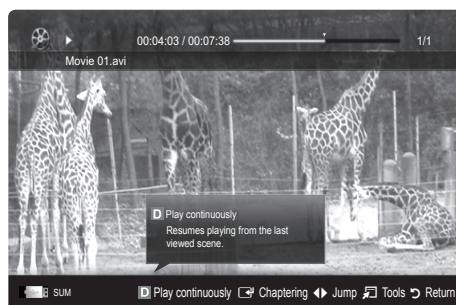 00:04:03 / 00:07:38 1/1
Movie 01.avi
D Play continuously
Resumes playing from the last
viewed scene.
SUM D Play continuously Chaptering Jump Tools Return